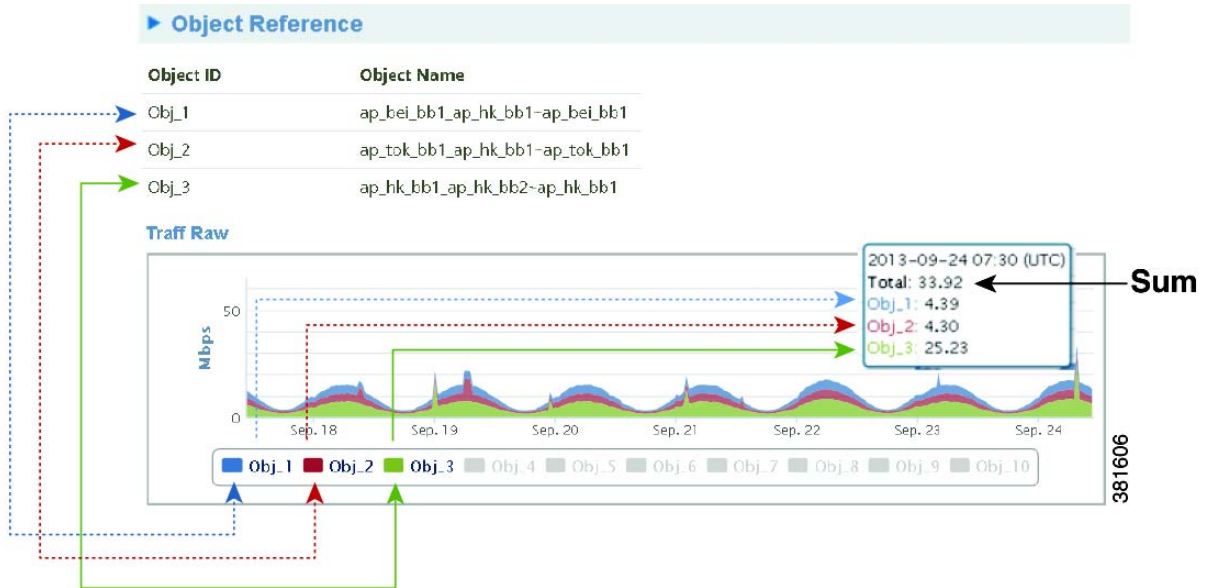 Object Reference
Object ID Object Name
Obj_1 ap_bei_bb1_ap_hk_bb1-ap_bei_bb1
Obj_2 ap_tok_bb1_ap_hk_bb1-ap_tok_bb1
Obj_3 ap_hk_bb1_ap_hk_bb2-ap_hk_bb1
Traff Raw
2013-09-24 07:30 (UTC)
Total: 33.92
Sum
Obj_1: 4.39
Obj_2: 4.30
Obj_3: 25.23
Mbps
50
0
Sep. 18 Sep. 19 Sep. 20 Sep. 21 Sep. 22 Sep. 23 Sep. 24
Obj_1 Obj_2 Obj_3 Obj_4 Obj_5 Obj_6 Obj_7 Obj_8 Obj_9 Obj_10
381606